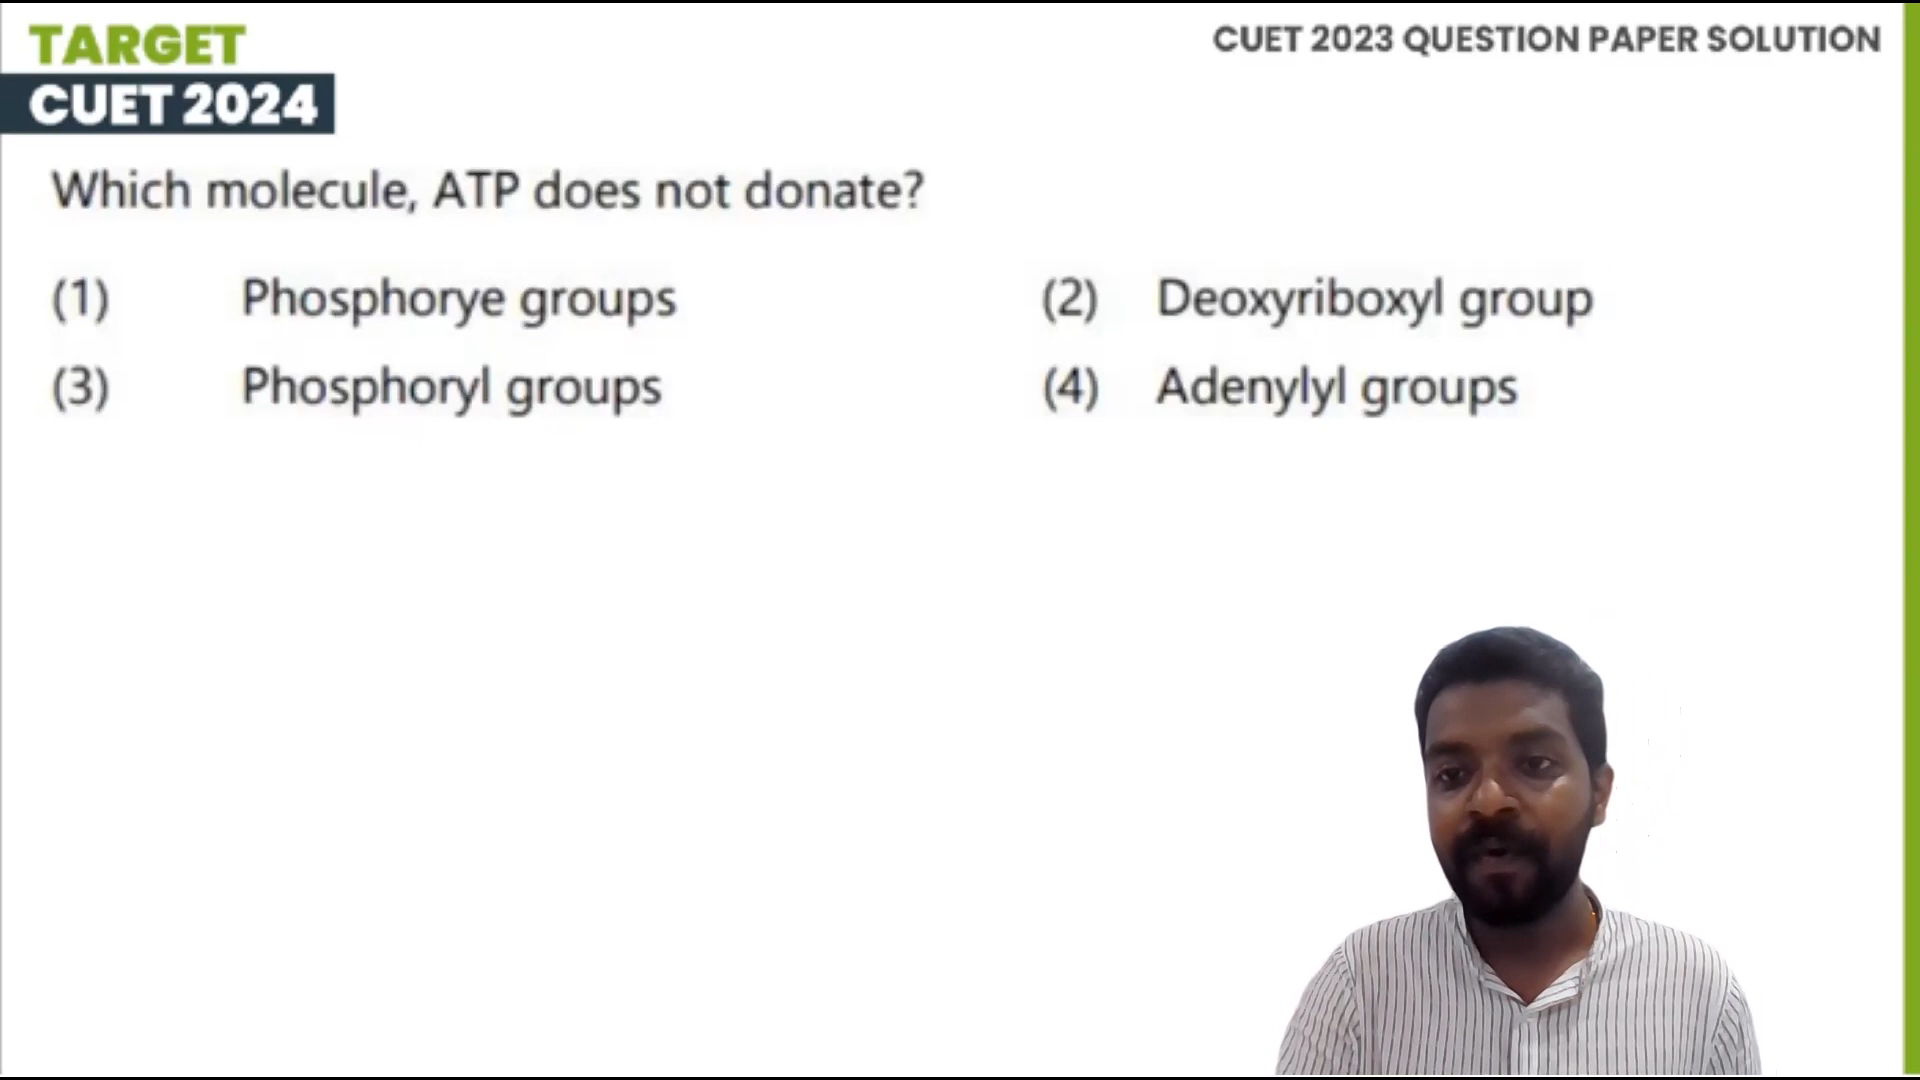 TARGET
CUET 2024
CUET 2023 QUESTION PAPER SOLUTION
Which molecule, ATP does not donate?
(1) Phosphorye groups (2) Deoxyriboxyl group
(3) Phosphoryl groups (4) Adenylyl groups